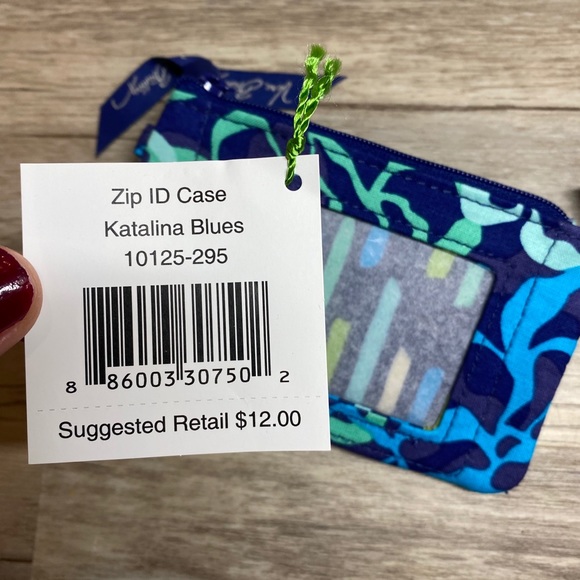 Zip ID Case
Katalina Blues
10125-295
8 86003 30750 2
Suggested Retail $12.00